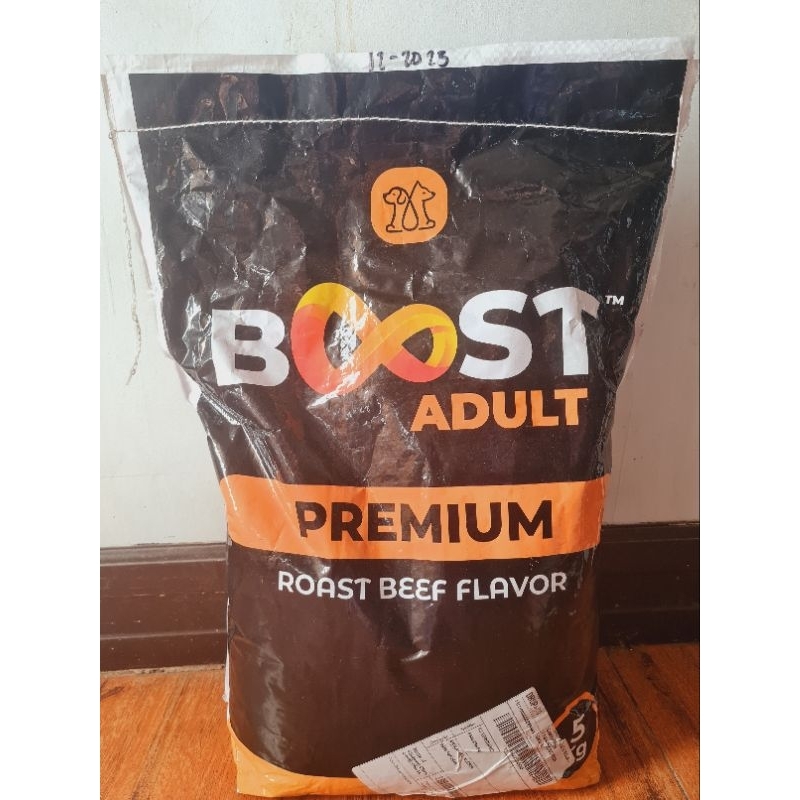 12-2023
BOOST™
ADULT
PREMIUM
ROAST BEEF FLAVOR
5